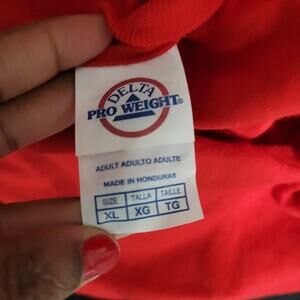 DELTA
PRO WEIGHT®
ADULT ADULTO ADULTE
MADE IN HONDURAS
SIZE TALLA TAILLE
XL XG TG